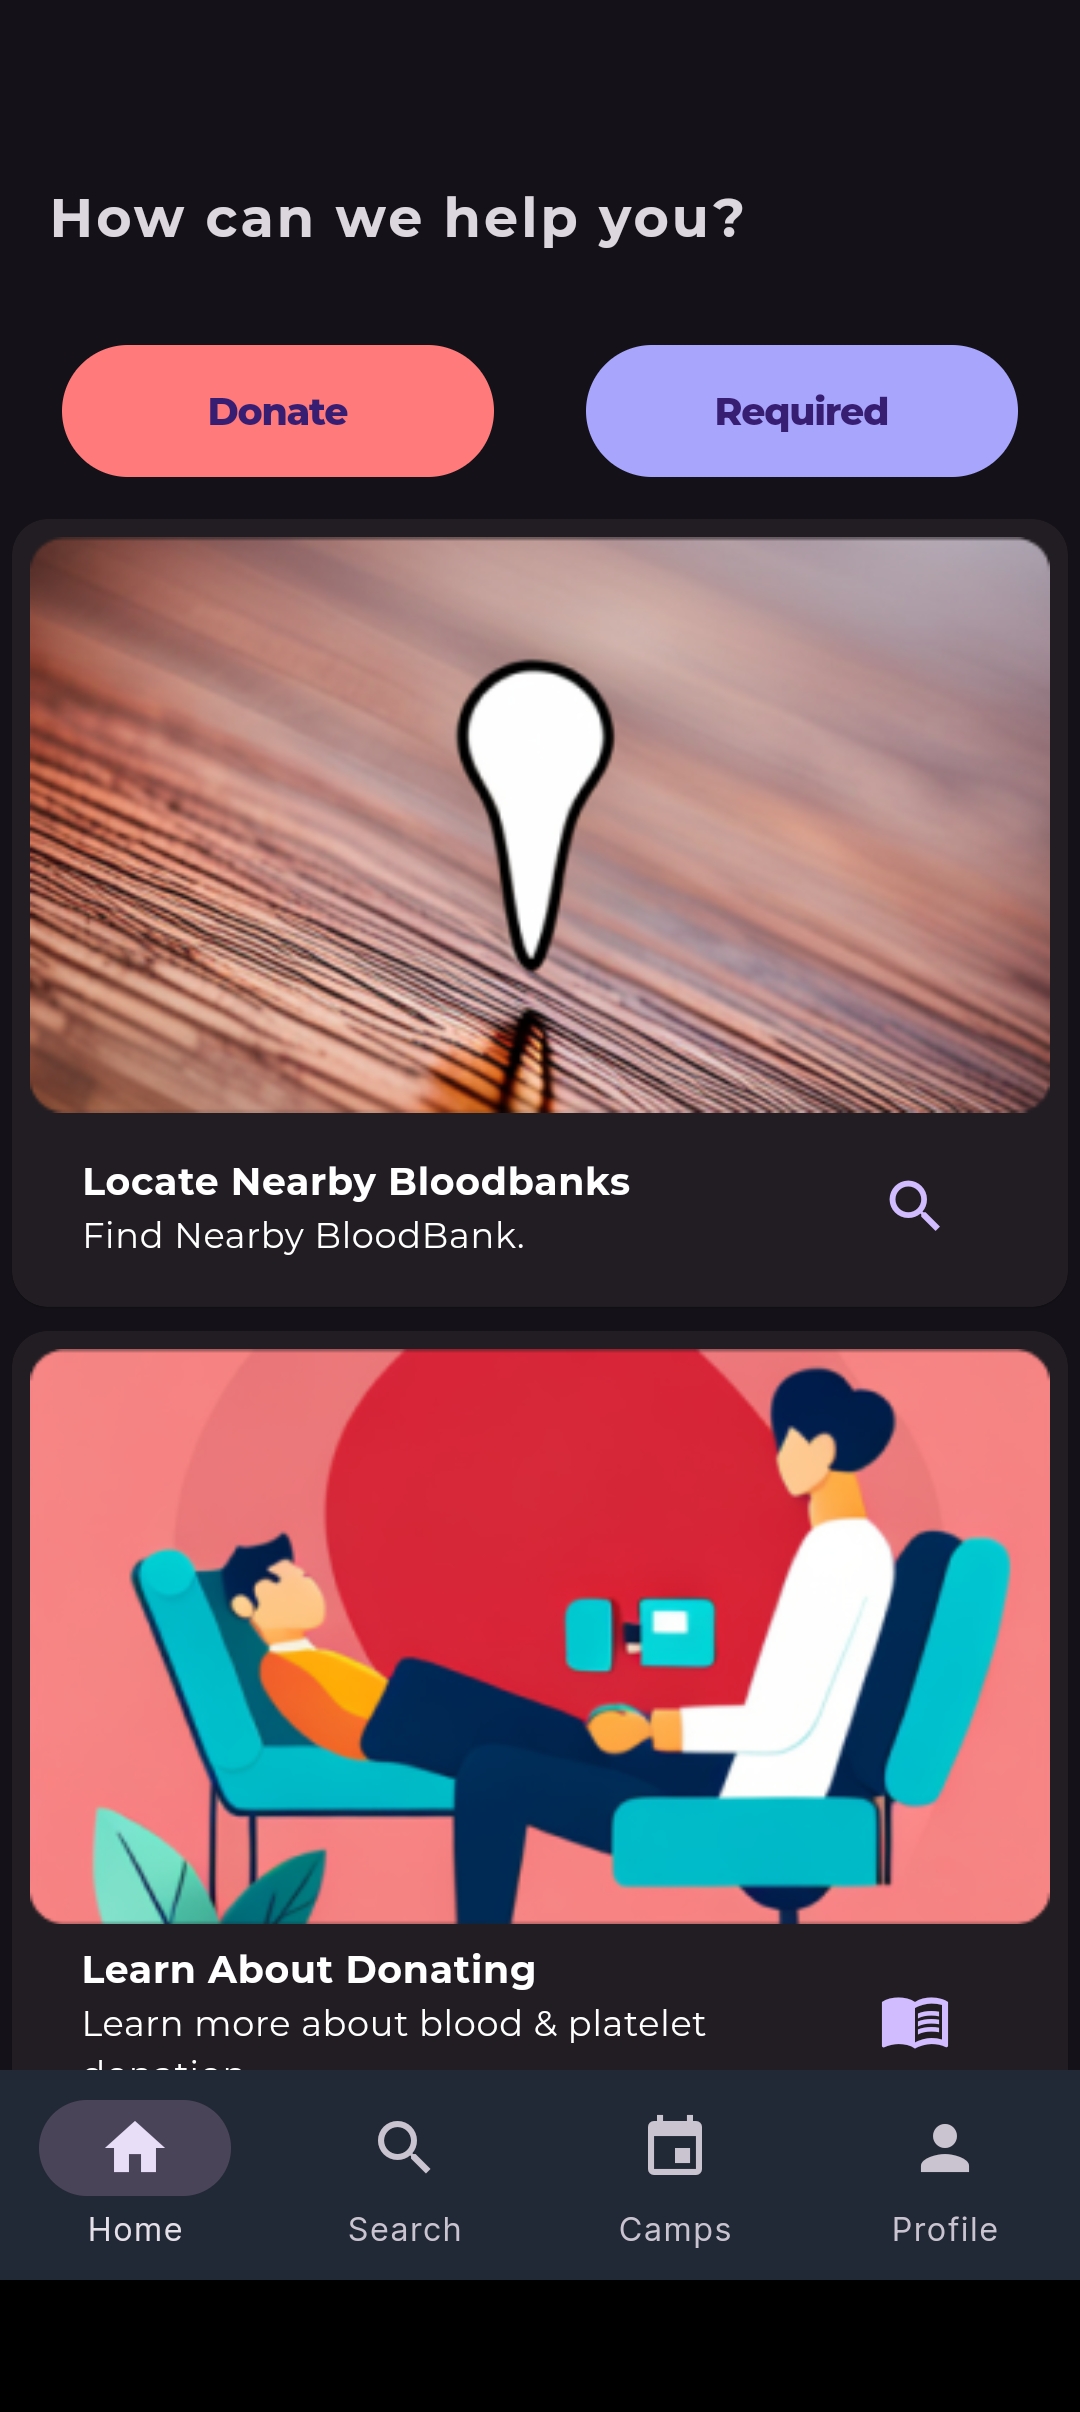 How can we help you?
Donate
Required
Locate Nearby Bloodbanks
Find Nearby BloodBank.
Learn About Donating
Learn more about blood & platelet
donation
Home
Search
Camps
Profile